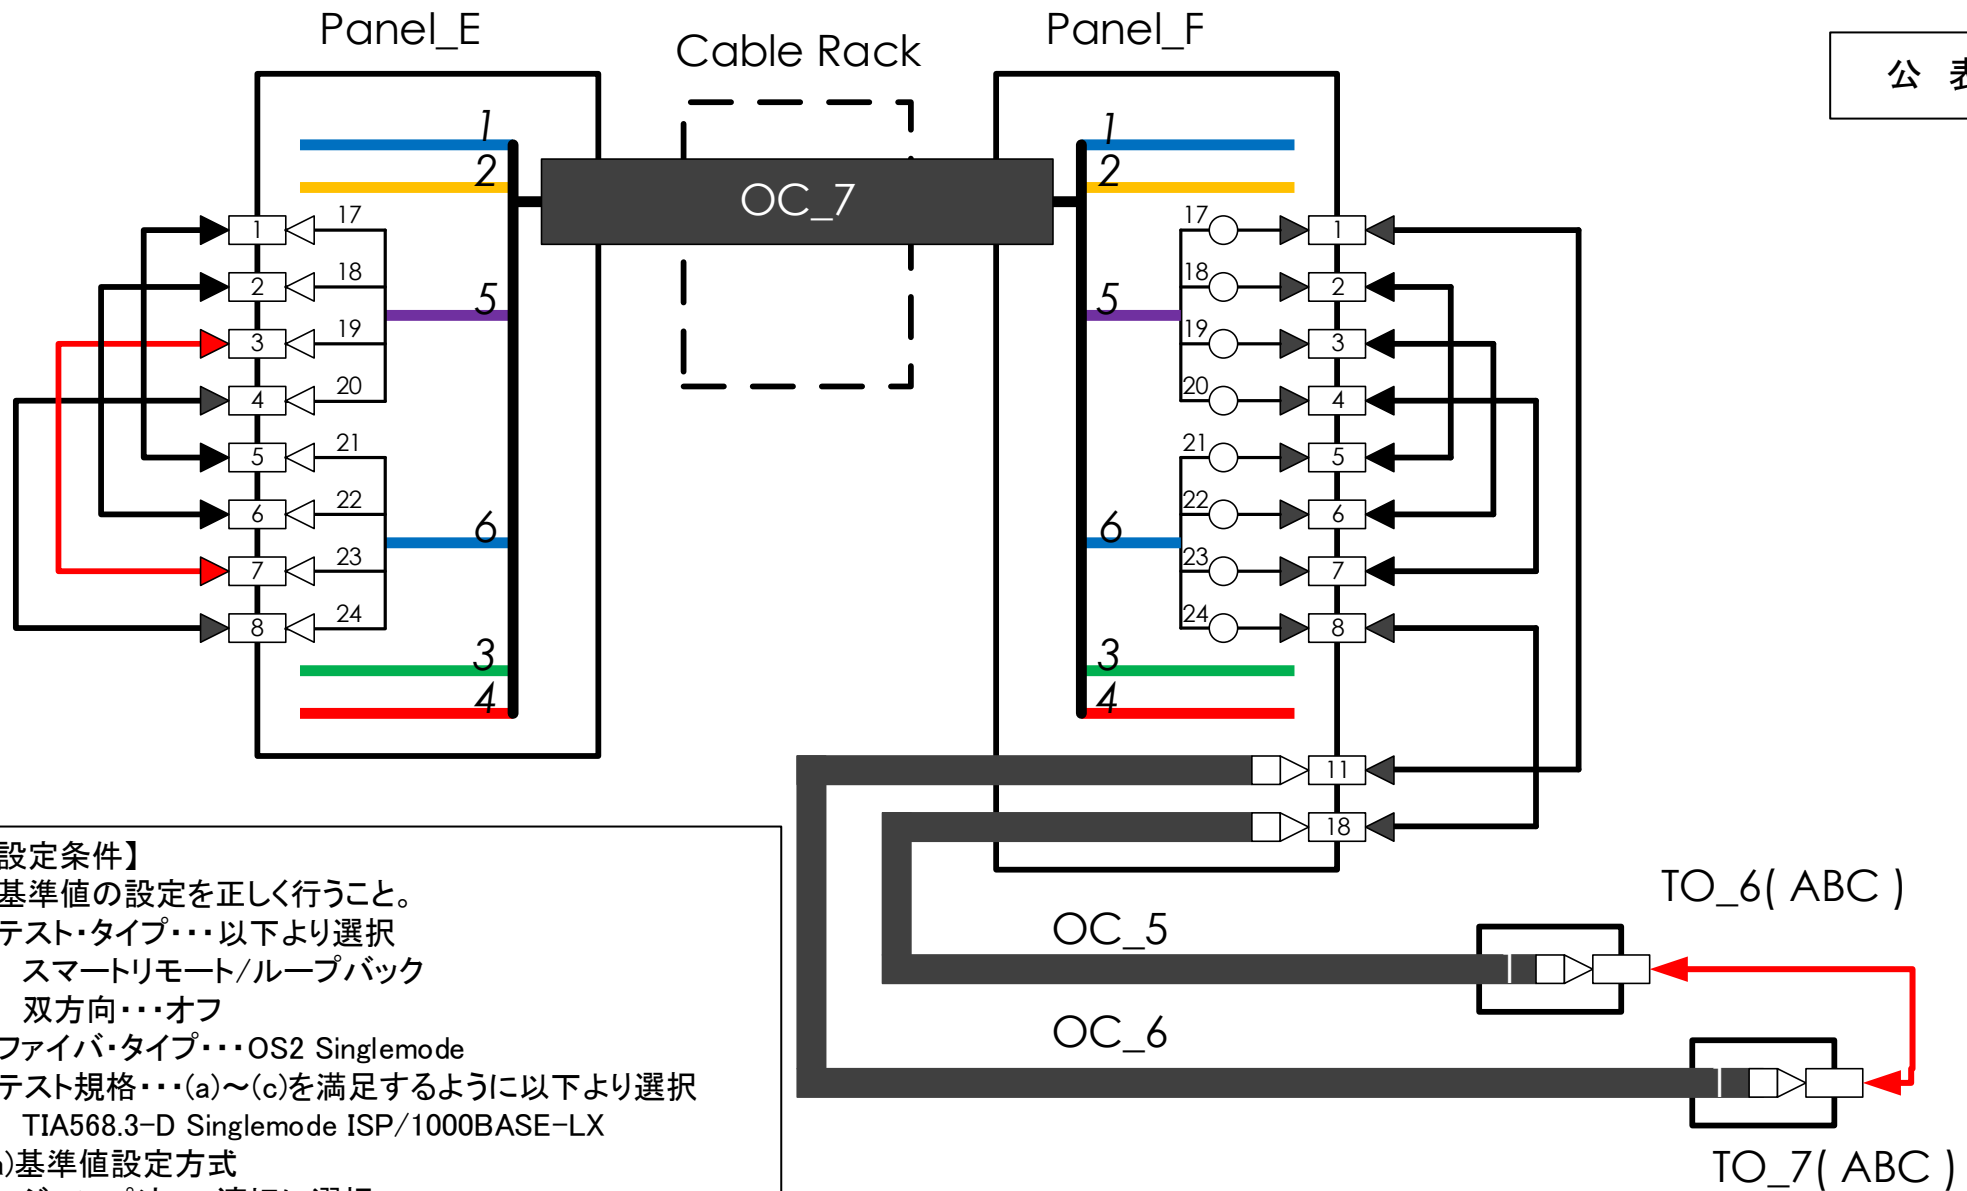 Panel_E
Cable Rack
Panel_F
公 表
1
2
OC_7
1
2
1
17
2
18
3
19
4
20
5
5
21
6
22
7
23
8
24
6
3
4
17
1
18
2
19
3
20
4
5
21
5
22
6
23
7
24
8
6
3
4
11
18
設定条件】
基準値の設定を正しく行うこと。
テスト・タイプ・・・以下より選択
スマートリモート/ループバック
双方向・・・オフ
ファイバ・タイプ・・・OS2 Singlemode
テスト規格・・・(a)～(c)を満足するように以下より選択
TIA568.3-D Singlemode ISP/1000BASE-LX
)基準値設定方式
OC_5
TO_6( ABC )
OC_6
TO_7( ABC )